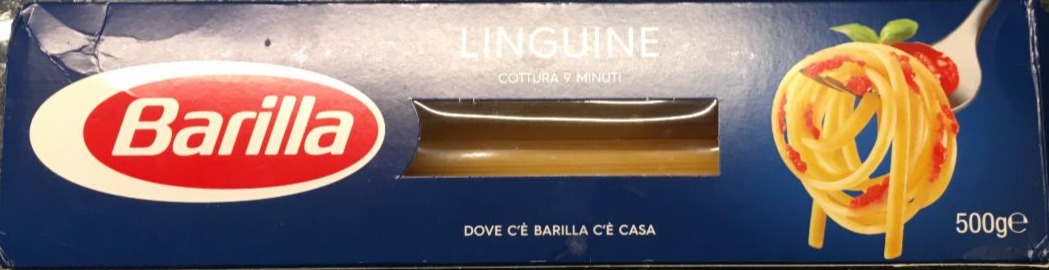 LINGUINE
COTTURA 9 MINUTI
Barilla
DOVE C'È BARILLA C'È CASA
500g℮